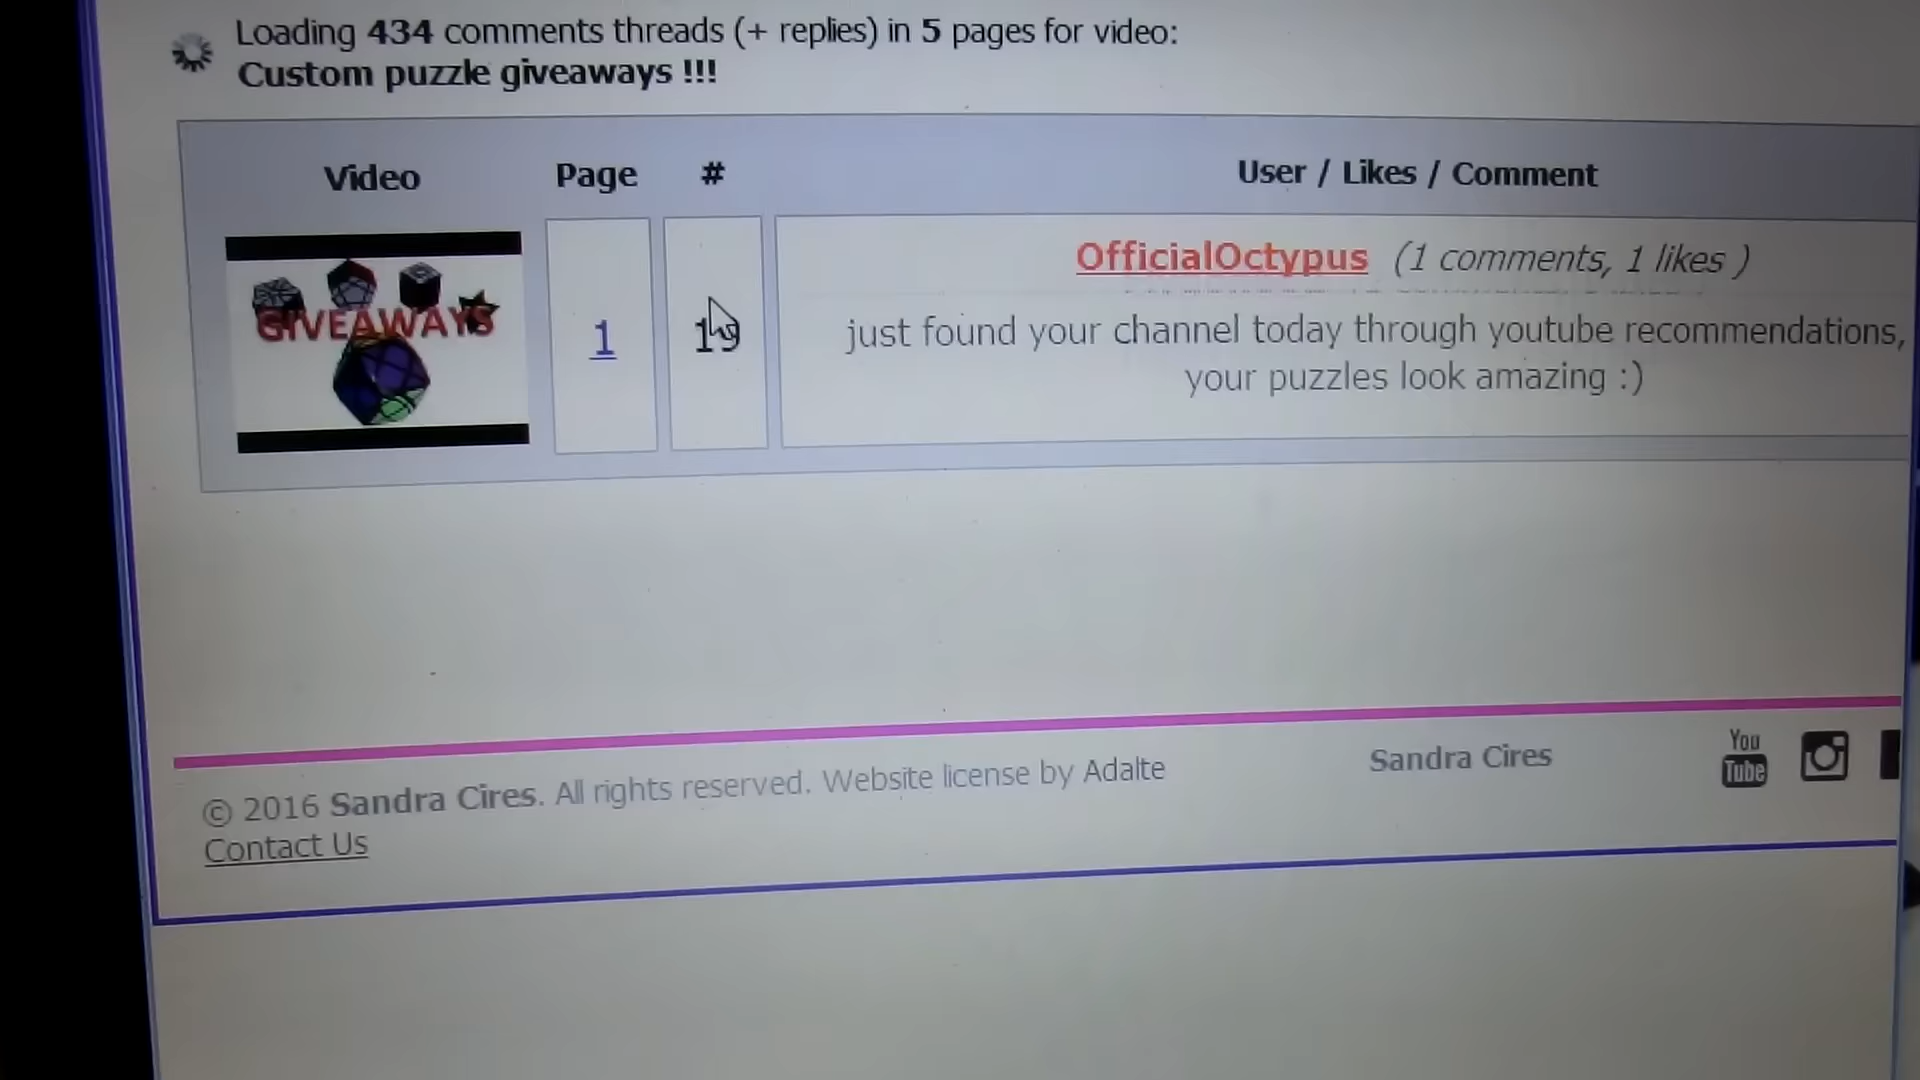 Loading 434 comments threads (+ replies) in 5 pages for video:
Custom puzzle giveaways !!!
Video Page # User / Likes / Comment
GIVEAWAYS
1
19
OfficialOctypus (1 comments, 1 likes )
just found your channel today through youtube recommendations,
your puzzles look amazing :)
© 2016 Sandra Cires. All rights reserved. Website license by Adalte
Contact Us
Sandra Cires
You
Tube